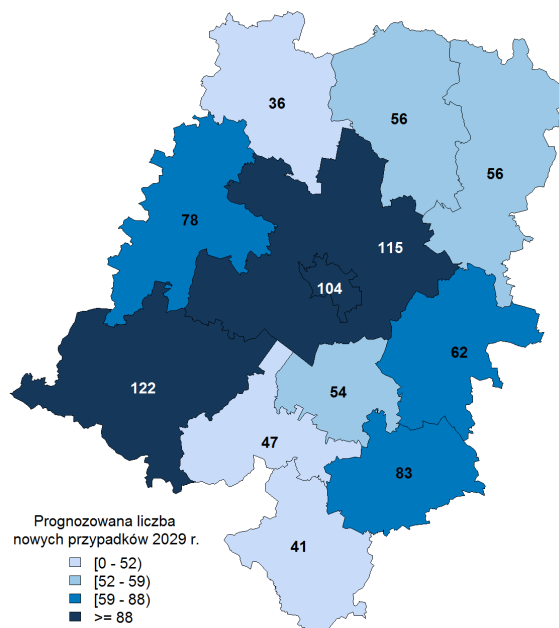 36
56
56
78
115
104
62
122
54
47
83
41
Prognozowana liczba
nowych przypadków 2029 r.
[0 - 52)
[52 - 59)
[59 - 88)
>= 88